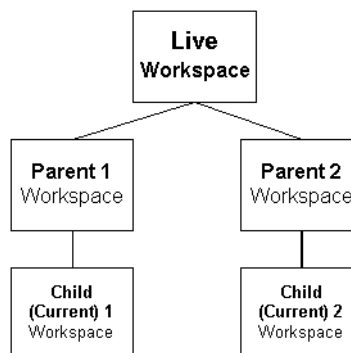 Live
Workspace
Parent 1
Workspace
Parent 2
Workspace
Child
(Current) 1
Workspace
Child
(Current) 2
Workspace